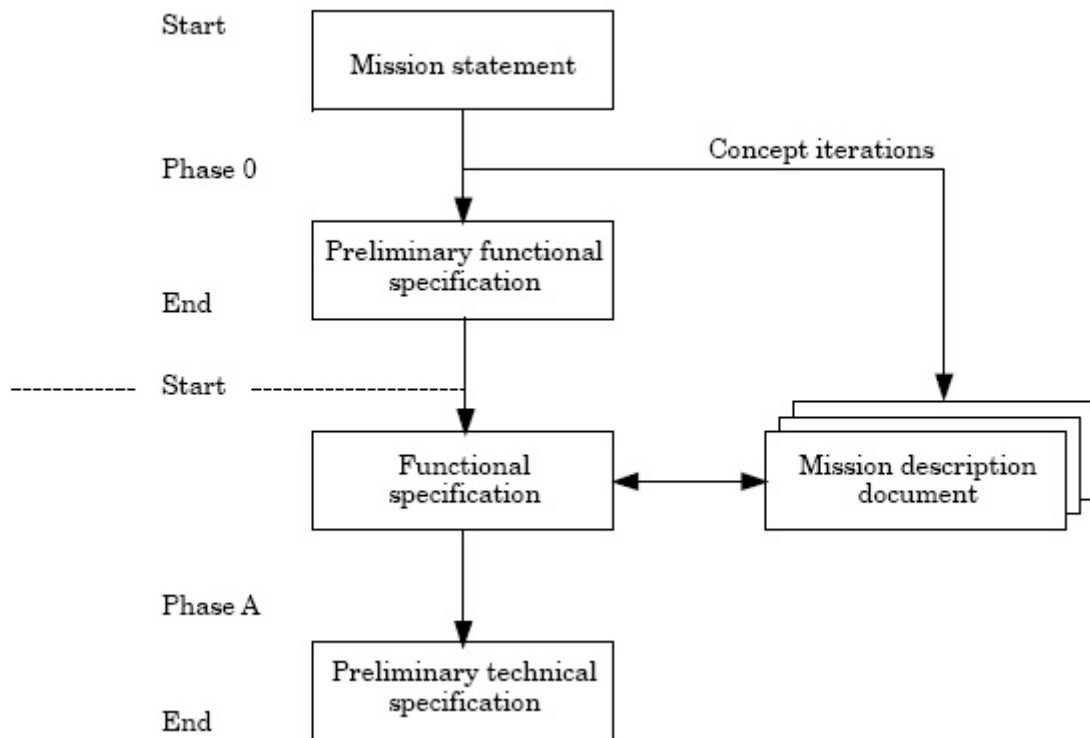 Start
Mission statement
Concept iterations
Phase 0
Preliminary functional
specification
End
Start
Functional
specification
Mission description
document
Phase A
Preliminary technical
specification
End